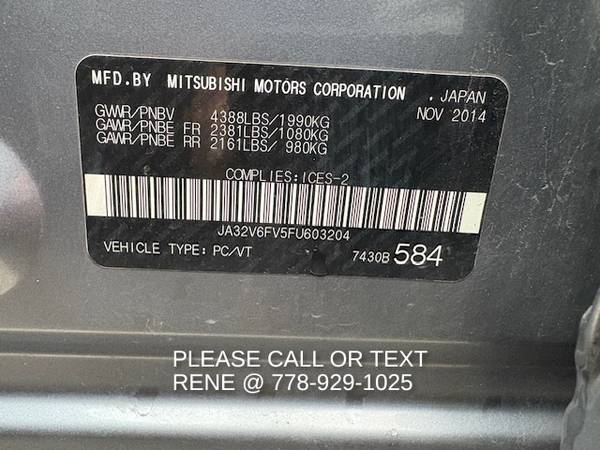 MFD.BY MITSUBISHI MOTORS CORPORATION . JAPAN
NOV 2014
GWVR/PNBV 4388LBS/1990KG
GAWR/PNBE FR 2381LBS/1080KG
GAWR/PNBE RR 2161LBS/ 980KG
COMPLIES:ICES-2
JA32V6FV5FU603204
VEHICLE TYPE: PC/VT 7430B 584
PLEASE CALL OR TEXT
RENE @ 778-929-1025